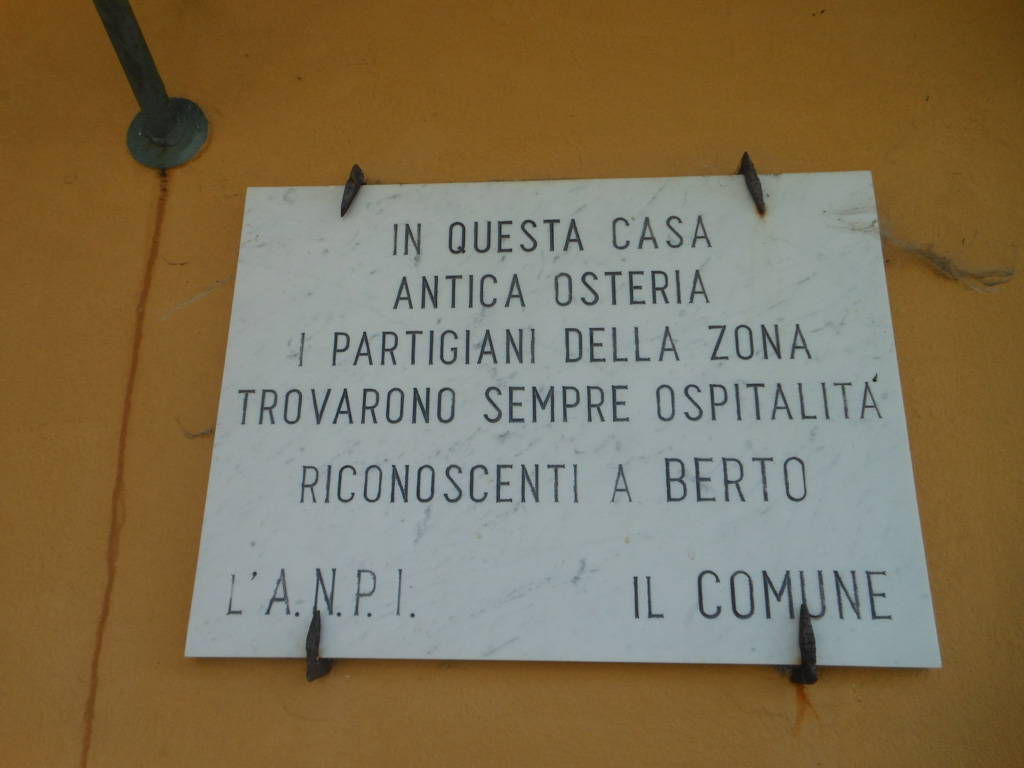 IN QUESTA CASA
ANTICA OSTERIA
I PARTIGIANI DELLA ZONA
TROVARONO SEMPRE OSPITALITÀ
RICONOSCENTI A BERTO
L'A.N.P.I. IL COMUNE